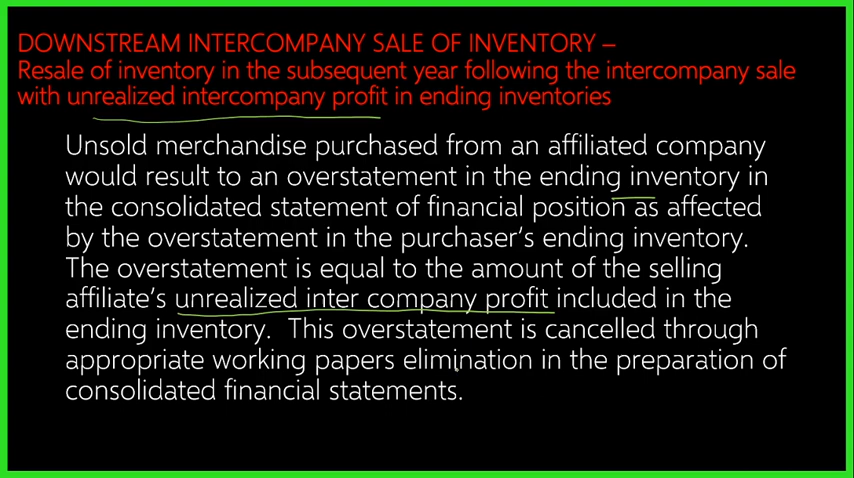 DOWNSTREAM INTERCOMPANY SALE OF INVENTORY –
Resale of inventory in the subsequent year following the intercompany sale
with unrealized intercompany profit in ending inventories
Unsold merchandise purchased from an affiliated company
would result to an overstatement in the ending inventory in
the consolidated statement of financial position as affected
by the overstatement in the purchaser's ending inventory.
The overstatement is equal to the amount of the selling
affiliate's unrealized inter company profit included in the
ending inventory. This overstatement is cancelled through
appropriate working papers elimination in the preparation of
consolidated financial statements.